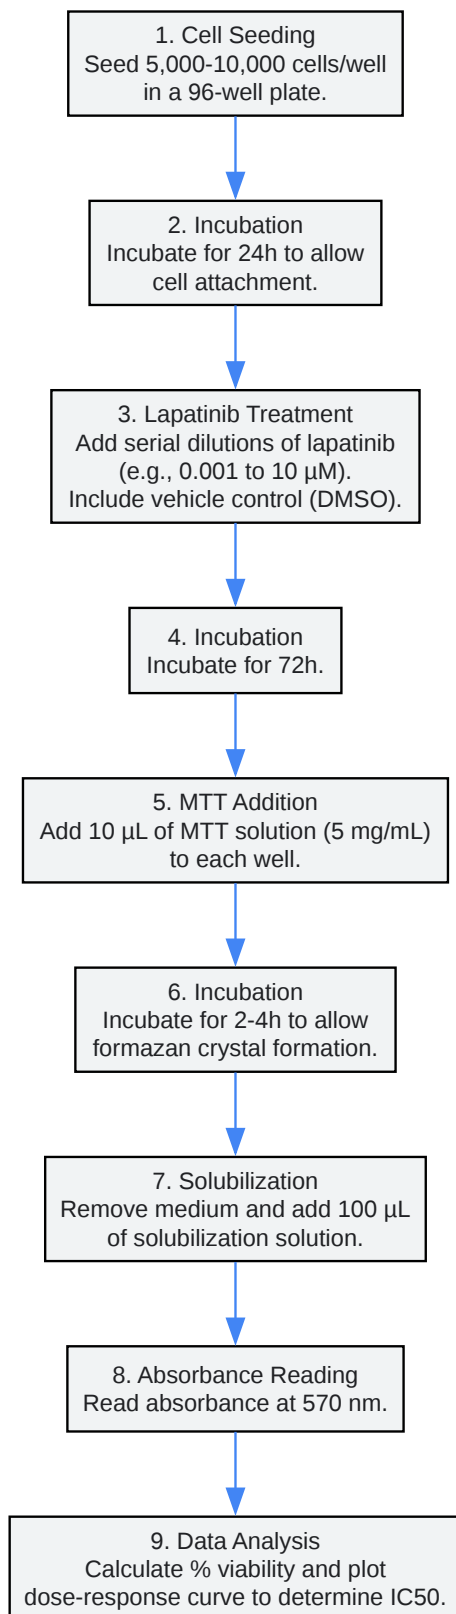 1. Cell Seeding
Seed 5,000-10,000 cells/well
in a 96-well plate.
2. Incubation
Incubate for 24h to allow
cell attachment.
3. Lapatinib Treatment
Add serial dilutions of lapatinib
(e.g., 0.001 to 10 µM).
Include vehicle control (DMSO).
4. Incubation
Incubate for 72h.
5. MTT Addition
Add 10 µL of MTT solution (5 mg/mL)
to each well.
6. Incubation
Incubate for 2-4h to allow
formazan crystal formation.
7. Solubilization
Remove medium and add 100 µL
of solubilization solution.
8. Absorbance Reading
Read absorbance at 570 nm.
9. Data Analysis
Calculate % viability and plot
dose-response curve to determine IC50.